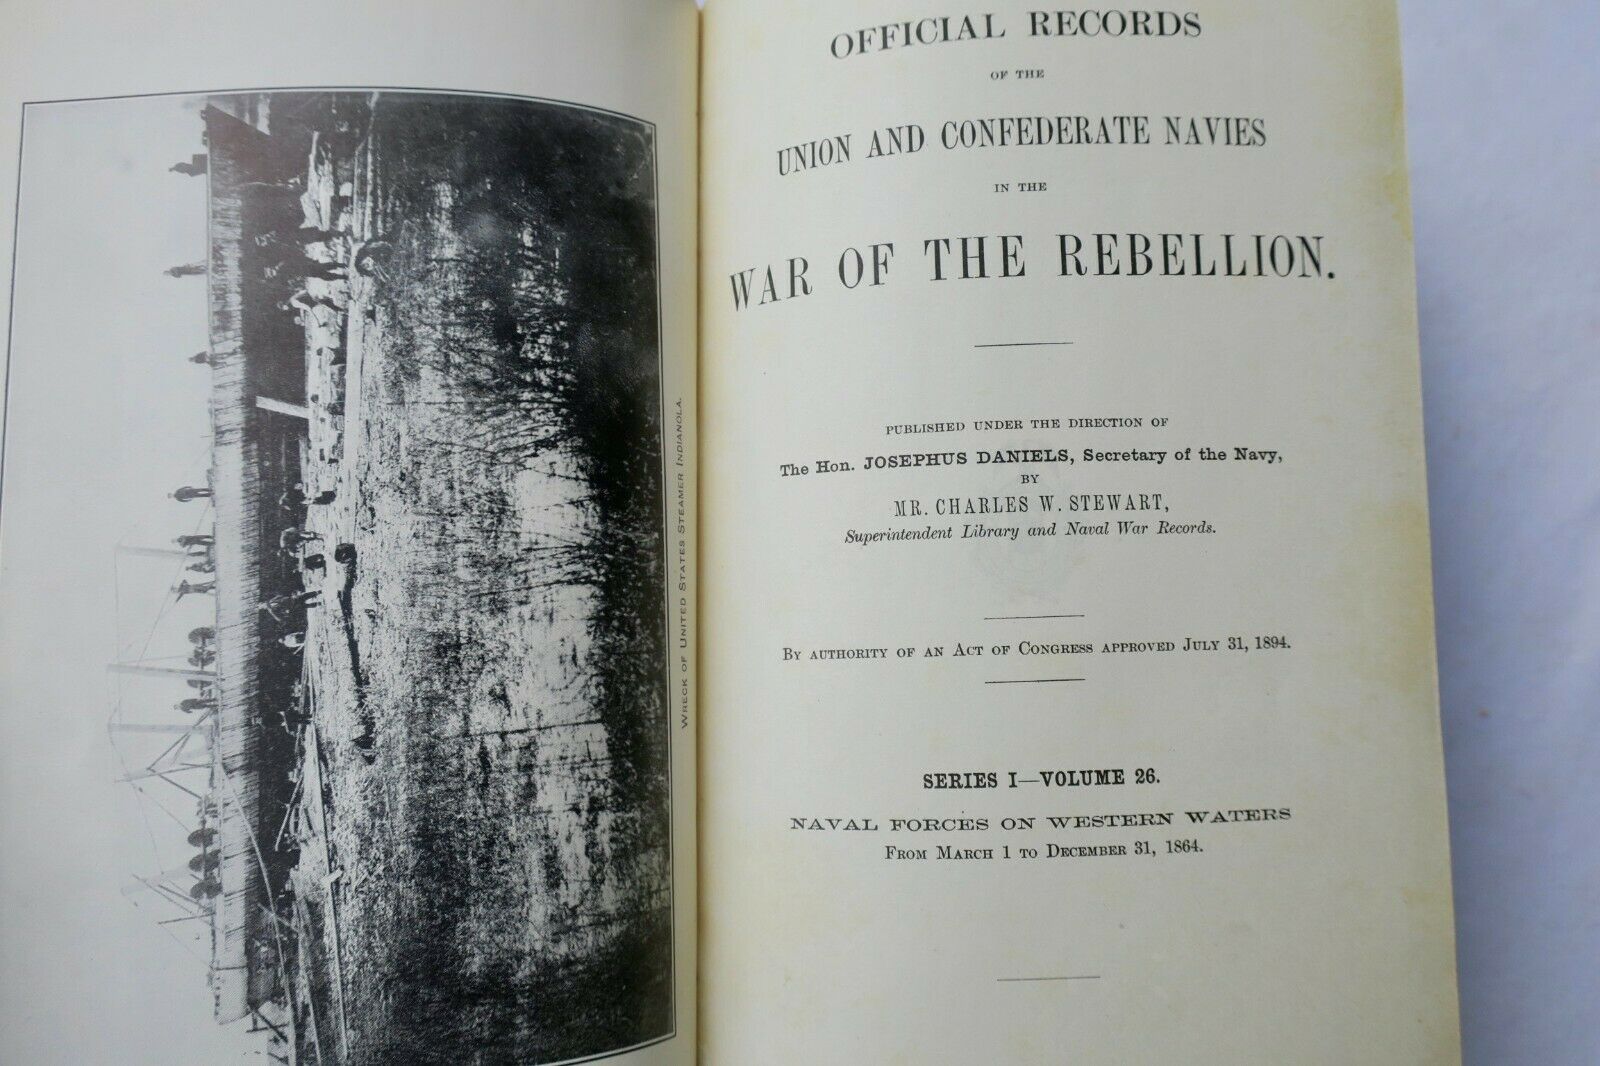 WRECK OF UNITED STATES STEAMER INDIANOLA.
OFFICIAL RECORDS
OF THE
UNION AND CONFEDERATE NAVIES
IN THE
WAR OF THE REBELLION.
PUBLISHED UNDER THE DIRECTION OF
The Hon. JOSEPHUS DANIELS, Secretary of the Navy,
BY
MR. CHARLES W. STEWART,
Superintendent Library and Naval War Records.
BY AUTHORITY OF AN ACT OF CONGRESS APPROVED JULY 31, 1894.
SERIES I—VOLUME 26.
NAVAL FORCES ON WESTERN WATERS
FROM MARCH 1 TO DECEMBER 31, 1864.